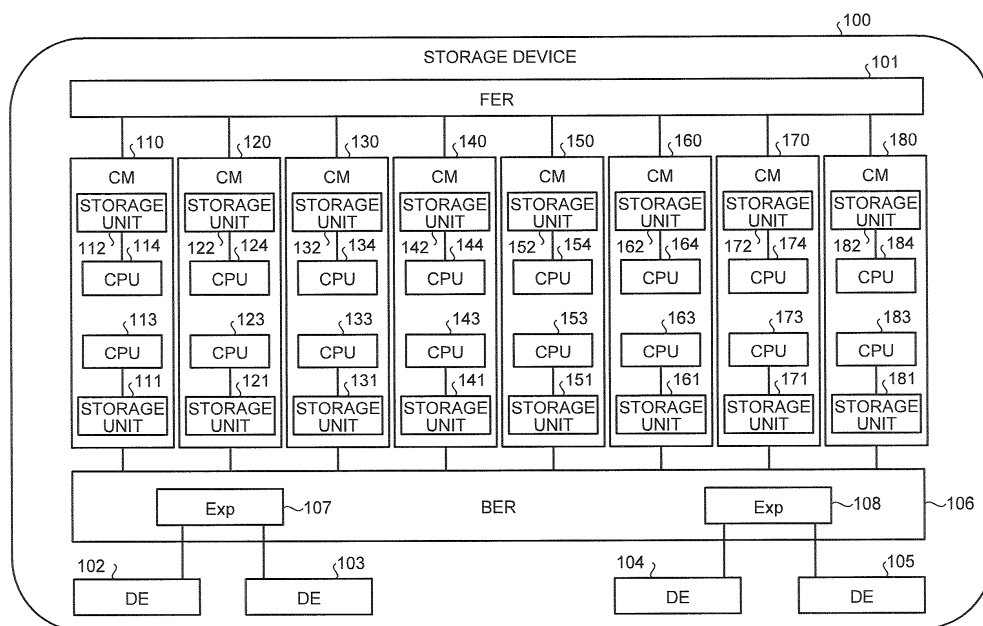 100
STORAGE DEVICE
101
FER
110 120 130 140 150 160 170 180
CM CM CM CM CM CM CM CM
STORAGE STORAGE STORAGE STORAGE STORAGE STORAGE STORAGE STORAGE
UNIT UNIT UNIT UNIT UNIT UNIT UNIT UNIT
112 114 122 124 132 134 142 144 152 154 162 164 172 174 182 184
CPU CPU CPU CPU CPU CPU CPU CPU
113 123 133 143 153 163 173 183
CPU CPU CPU CPU CPU CPU CPU CPU
111 121 131 141 151 161 171 181
STORAGE STORAGE STORAGE STORAGE STORAGE STORAGE STORAGE STORAGE
UNIT UNIT UNIT UNIT UNIT UNIT UNIT UNIT
Exp 107 BER Exp 108 106
102 103 104 105
DE DE DE DE